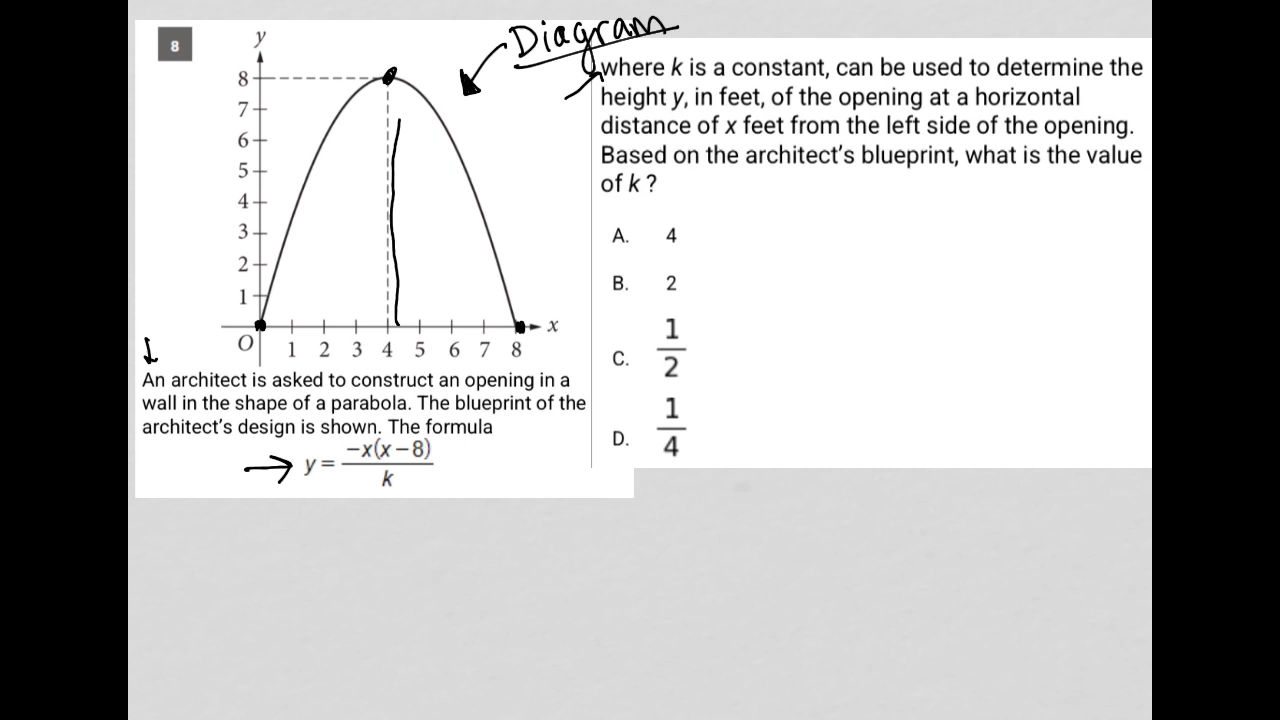 8
y
Diagram
8
7
6
5
4
3
2
1
O 1 2 3 4 5 6 7 8 x
An architect is asked to construct an opening in a
wall in the shape of a parabola. The blueprint of the
architect's design is shown. The formula
y = −x(x−8)/k
where k is a constant, can be used to determine the
height y, in feet, of the opening at a horizontal
distance of x feet from the left side of the opening.
Based on the architect's blueprint, what is the value
of k ?
A. 4
B. 2
C. 1/2
D. 1/4